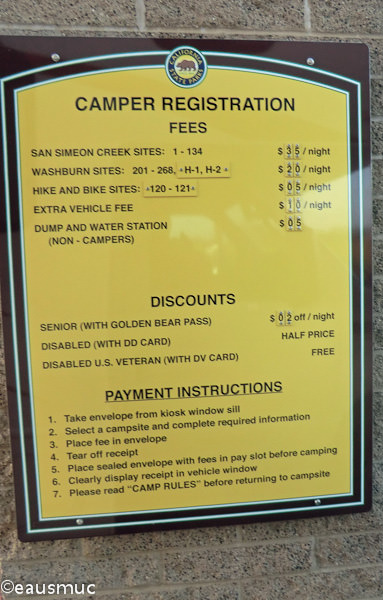 CALIFORNIA
STATE PARKS
CAMPER REGISTRATION
FEES
SAN SIMEON CREEK SITES: 1 - 134 $ 35 / night
WASHBURN SITES: 201 - 268, H-1, H-2 $ 20 / night
HIKE AND BIKE SITES: 120 - 121 $ 05 / night
EXTRA VEHICLE FEE $ 10 / night
DUMP AND WATER STATION $ 05
(NON - CAMPERS)
DISCOUNTS
SENIOR (WITH GOLDEN BEAR PASS) $ 02 off / night
DISABLED (WITH DD CARD) HALF PRICE
DISABLED U.S. VETERAN (WITH DV CARD) FREE
PAYMENT INSTRUCTIONS
1. Take envelope from kiosk window sill
2. Select a campsite and complete required information
3. Place fee in envelope
4. Tear off receipt
5. Place sealed envelope with fees in pay slot before camping
6. Clearly display receipt in vehicle window
7. Please read "CAMP RULES" before returning to campsite
©eausmuc